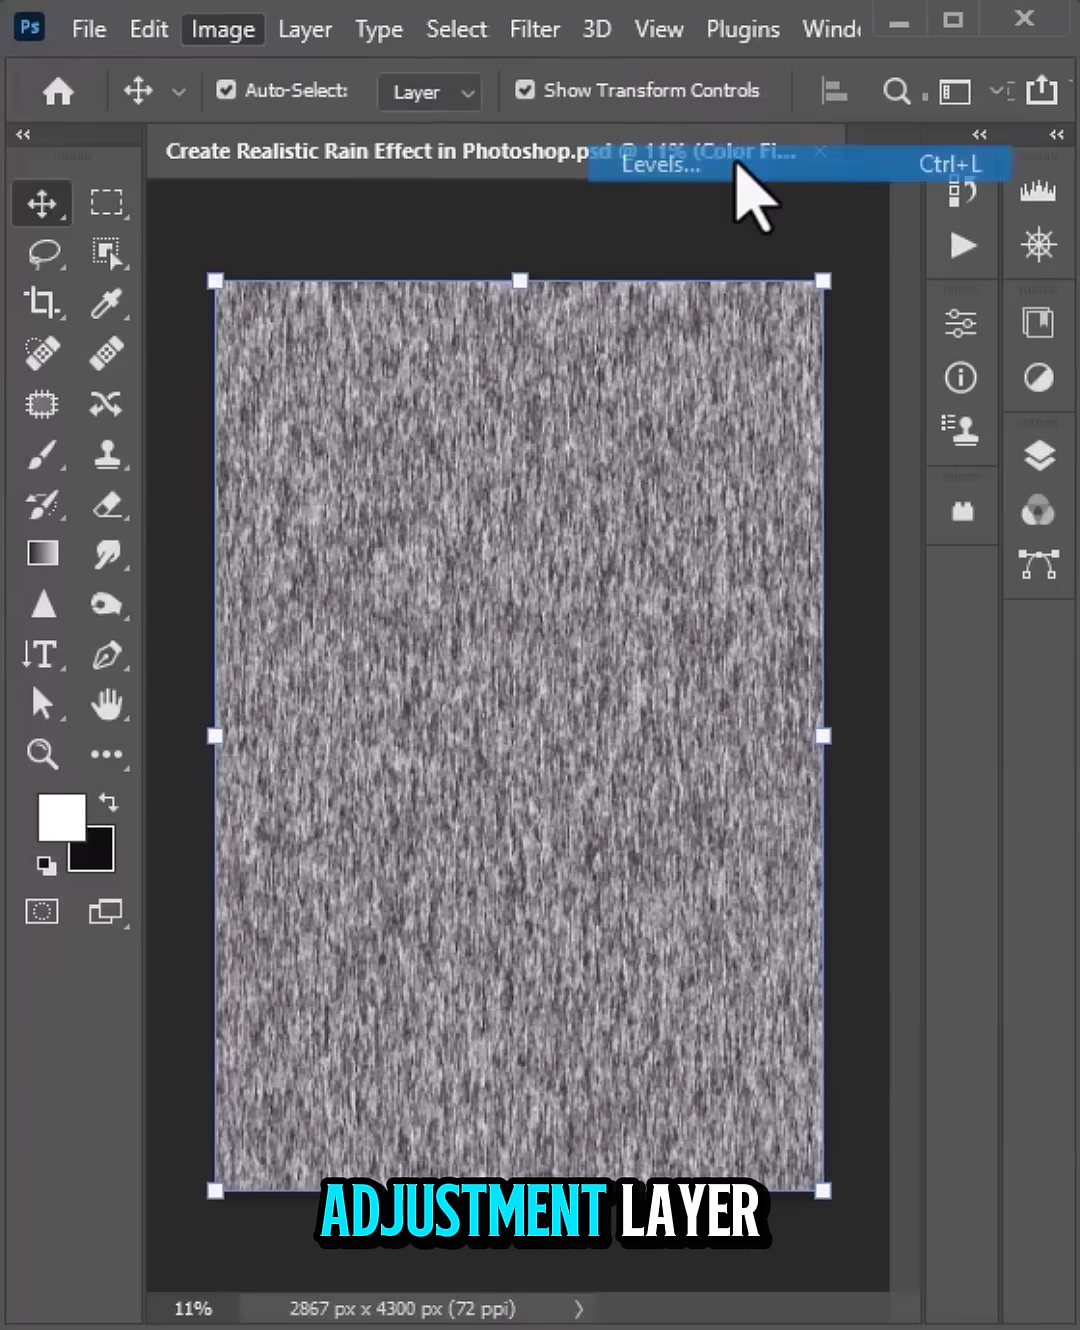 Ps File Edit Image Layer Type Select Filter 3D View Plugins
Auto-Select: Layer Show Transform Controls
Create Realistic Rain Effect in Photoshop.psd @ 11% (Color Fi... ×
Levels... Ctrl+L
ADJUSTMENT LAYER
11% 2867 px x 4300 px (72 ppi)